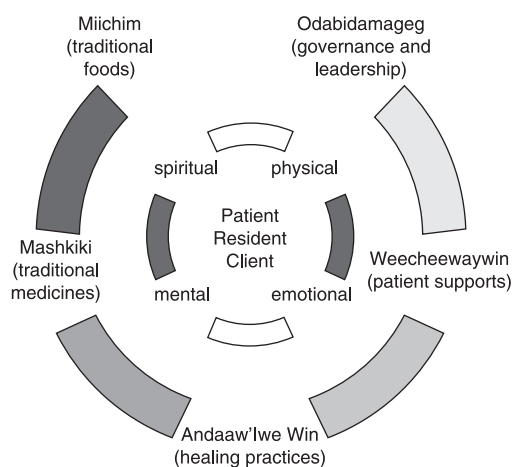 Miichim
(traditional
foods)
Odabidamageg
(governance and
leadership)
spiritual
physical
Patient
Resident
Client
Mashkiki
(traditional
medicines)
Weecheewaywin
(patient supports)
mental
emotional
Andaaw'Iwe Win
(healing practices)